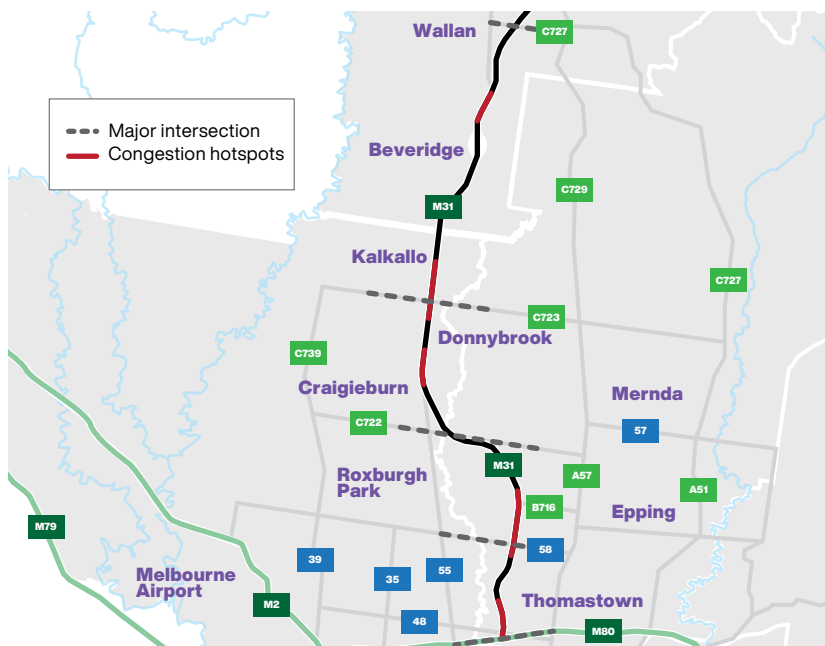 Wallan
C727
Major intersection
Congestion hotspots
Beveridge
C729
M31
Kalkallo
C727
C723
Donnybrook
C739
Craigieburn
Mernda
C722
57
M31
Roxburgh
Park
A57
A51
B716
Epping
M79
58
39
55
Melbourne
Airport
35
M2
Thomastown
48
M80